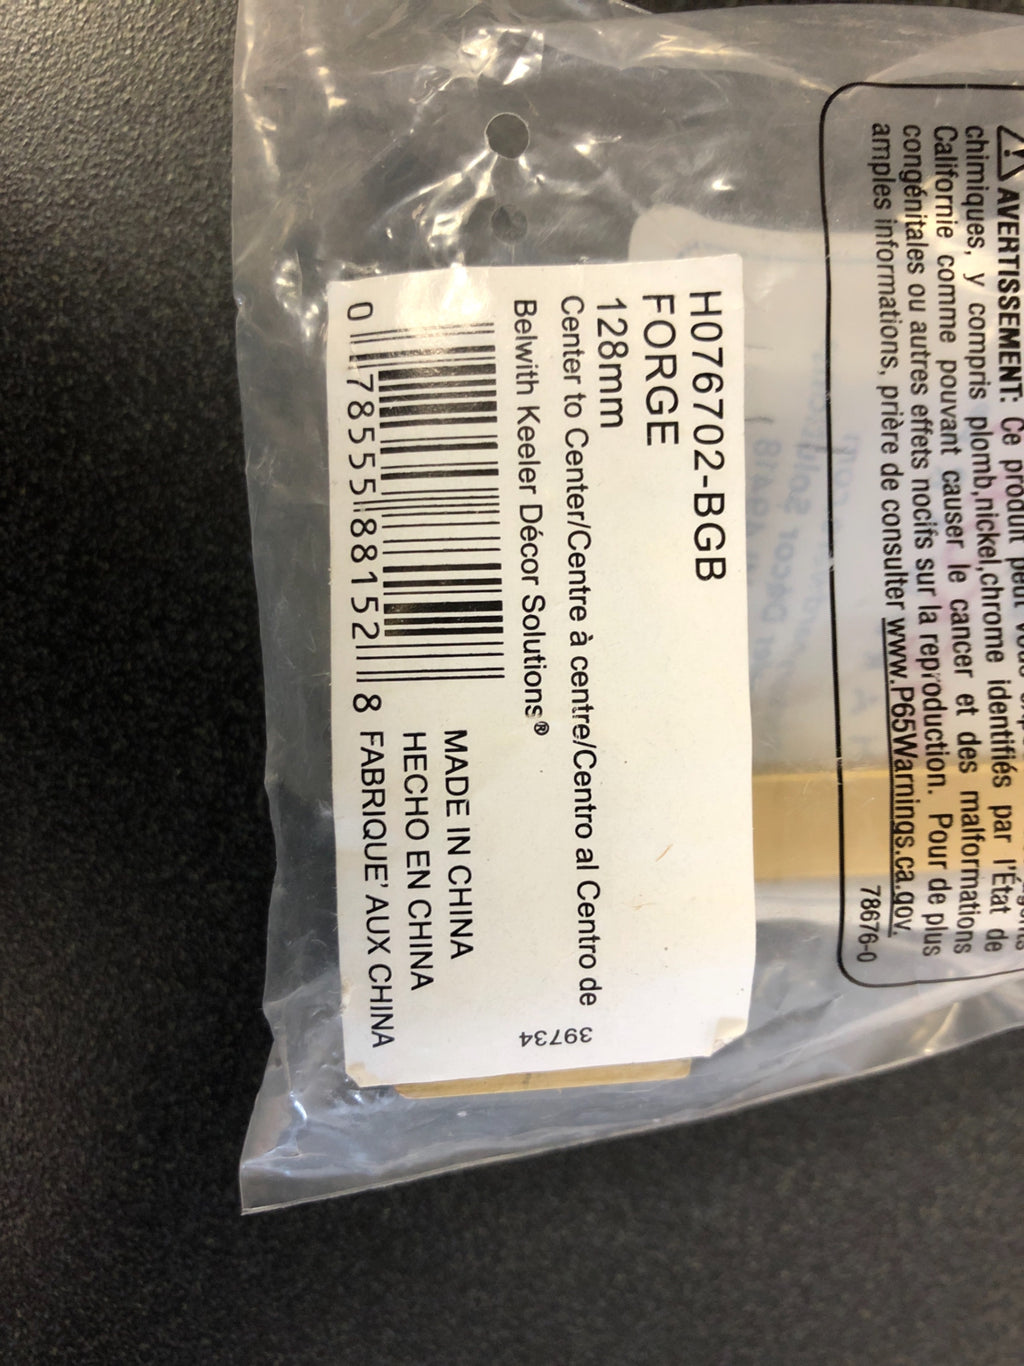 ⚠ AVERTISSEMENT: Ce produit peut
chimiques, y compris plomb,nickel,chrome identifiés par l'État de
Californie comme pouvant causer le cancer et des malformations
congénitales ou autres effets nocifs sur la reproduction. Pour de plus
amples informations, prière de consulter www.P65Warnings.ca.gov.
78676-0
H076702-BGB
FORGE
128mm
Center to Center/Centre à centre/Centro al Centro de
Belwith Keeler Décor Solutions®
39734
MADE IN CHINA
HECHO EN CHINA
FABRIQUE' AUX CHINA
0 78555 88152 8